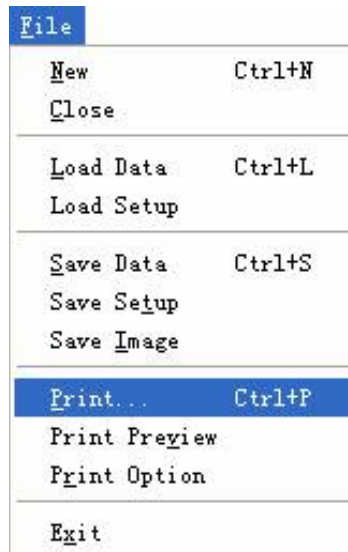 File
New Ctrl+N
Close
Load Data Ctrl+L
Load Setup
Save Data Ctrl+S
Save Setup
Save Image
Print... Ctrl+P
Print Preview
Print Option
Exit